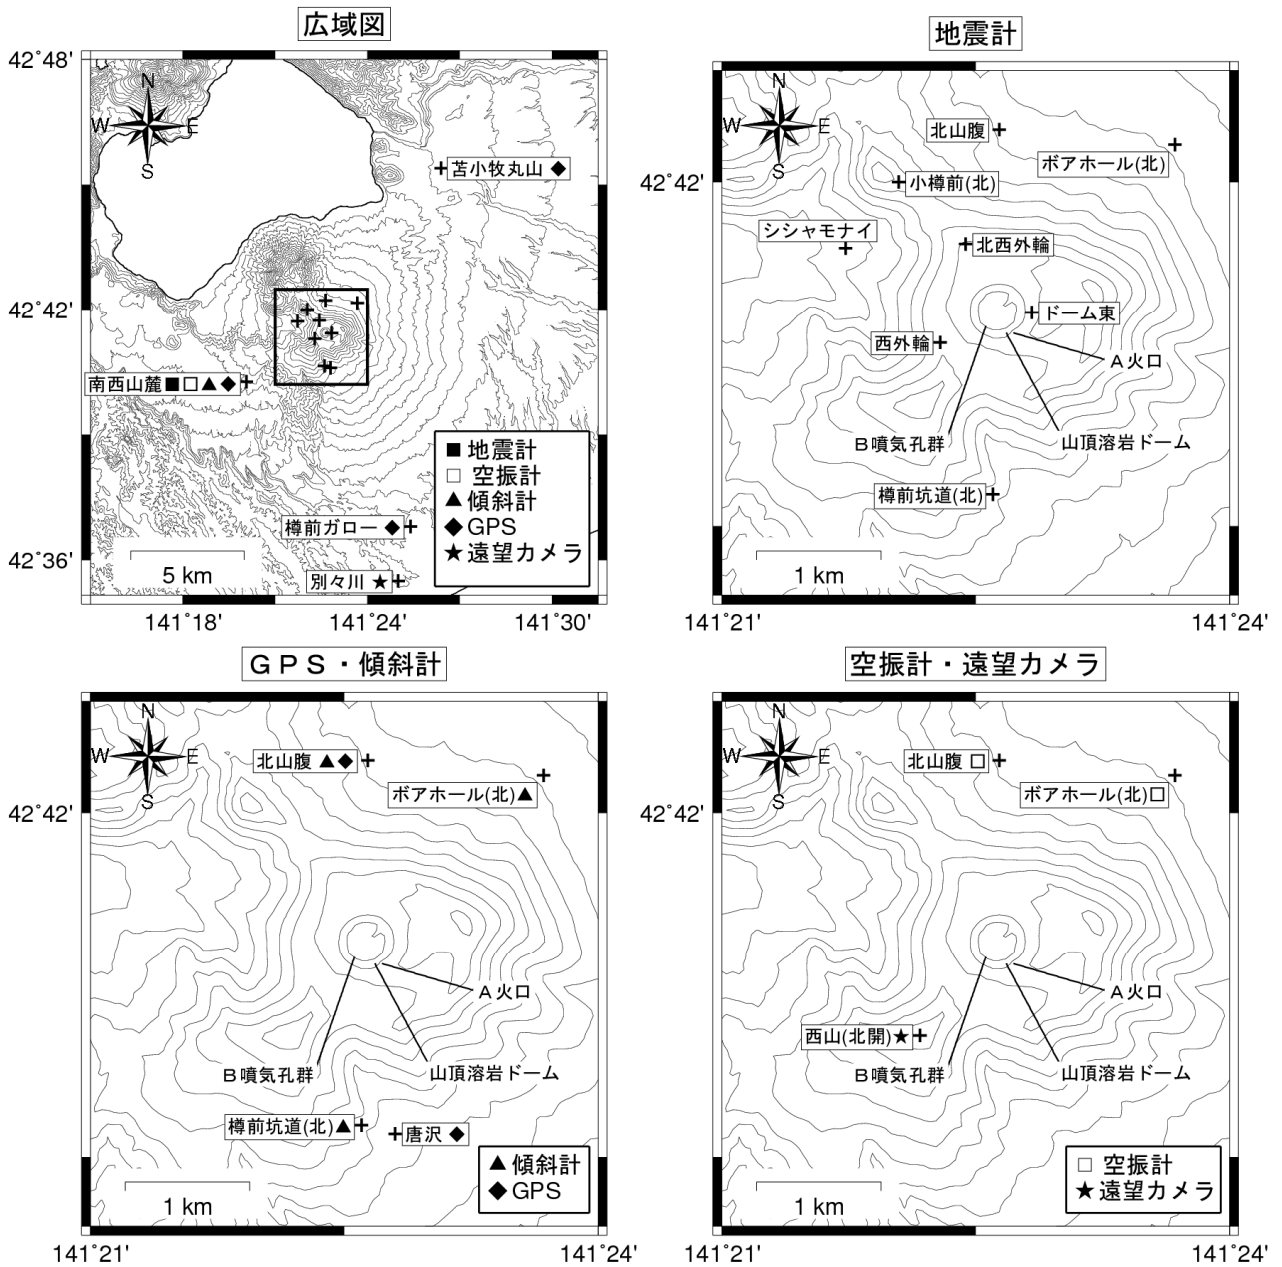 広域図
42°48'
N
W E
S
苫小牧丸山 ◆
42°42'
南西山麓■□▲◆
■ 地震計
□ 空振計
▲ 傾斜計
◆ GPS
★ 遠望カメラ
樽前ガロー ◆
42°36'
5 km
別々川 ★
141°18' 141°24' 141°30'
地震計
N
W E
S
北山腹
ボアホール(北)
42°42'
小樽前(北)
シシャモナイ
北西外輪
ドーム東
西外輪
A火口
B噴気孔群
山頂溶岩ドーム
樽前坑道(北)
1 km
141°21' 141°24'
GPS・傾斜計
N
W E
S
北山腹 ▲◆
ボアホール(北)▲
42°42'
A火口
B噴気孔群
山頂溶岩ドーム
樽前坑道(北)▲
唐沢 ◆
▲ 傾斜計
◆ GPS
1 km
141°21' 141°24'
空振計・遠望カメラ
N
W E
S
北山腹 □
ボアホール(北)□
42°42'
A火口
西山(北開)★
B噴気孔群
山頂溶岩ドーム
□ 空振計
★ 遠望カメラ
1 km
141°21' 141°24'